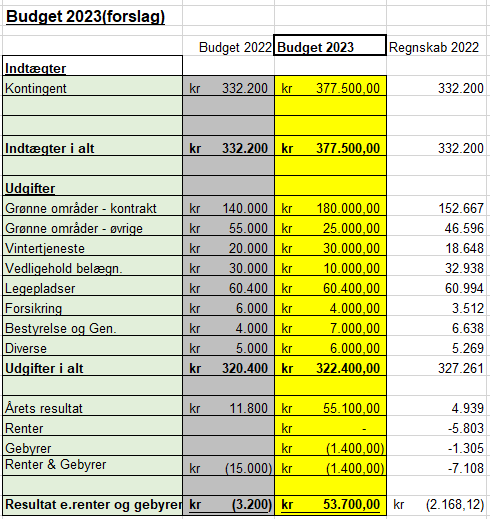 Budget 2023(forslag)
Budget 2022 Budget 2023 Regnskab 2022
Indtægter
Kontingent kr 332.200 kr 377.500,00 332.200
Indtægter i alt kr 332.200 kr 377.500,00 332.200
Udgifter
Grønne områder - kontrakt kr 140.000 kr 180.000,00 152.667
Grønne områder - øvrige kr 55.000 kr 25.000,00 46.596
Vintertjeneste kr 20.000 kr 30.000,00 18.648
Vedligehold belægn. kr 30.000 kr 10.000,00 32.938
Legepladser kr 60.400 kr 60.400,00 60.994
Forsikring kr 6.000 kr 4.000,00 3.512
Bestyrelse og Gen. kr 4.000 kr 7.000,00 6.638
Diverse kr 5.000 kr 6.000,00 5.269
Udgifter i alt kr 320.400 kr 322.400,00 327.261
Årets resultat kr 11.800 kr 55.100,00 4.939
Renter kr - -5.803
Gebyrer kr (1.400,00) -1.305
Renter & Gebyrer kr (15.000) kr (1.400,00) -7.108
Resultat e.renter og gebyrer kr (3.200) kr 53.700,00 kr (2.168,12)